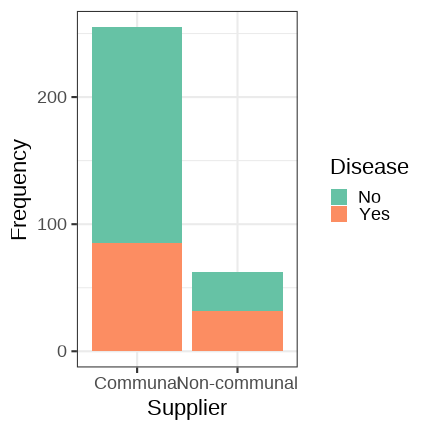 200
100
0
Frequency
Communal
Non-communal
Supplier
Disease
No
Yes